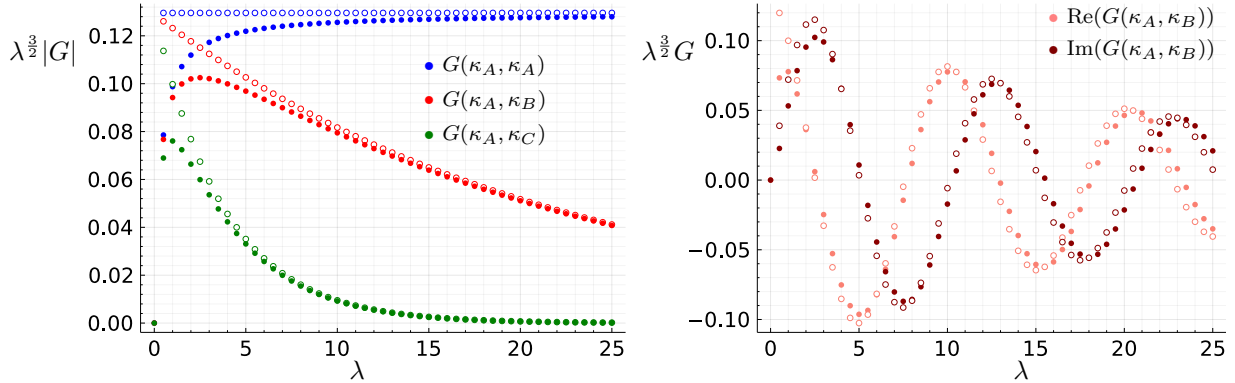 λ^{3/2}|G|
0.12
0.10
0.08
0.06
0.04
0.02
0.00
G(κ_A, κ_A)
G(κ_A, κ_B)
G(κ_A, κ_C)
0 5 10 15 20 25
λ
λ^{3/2}G
0.10
0.05
0.00
−0.05
−0.10
Re(G(κ_A, κ_B))
Im(G(κ_A, κ_B))
0 5 10 15 20 25
λ